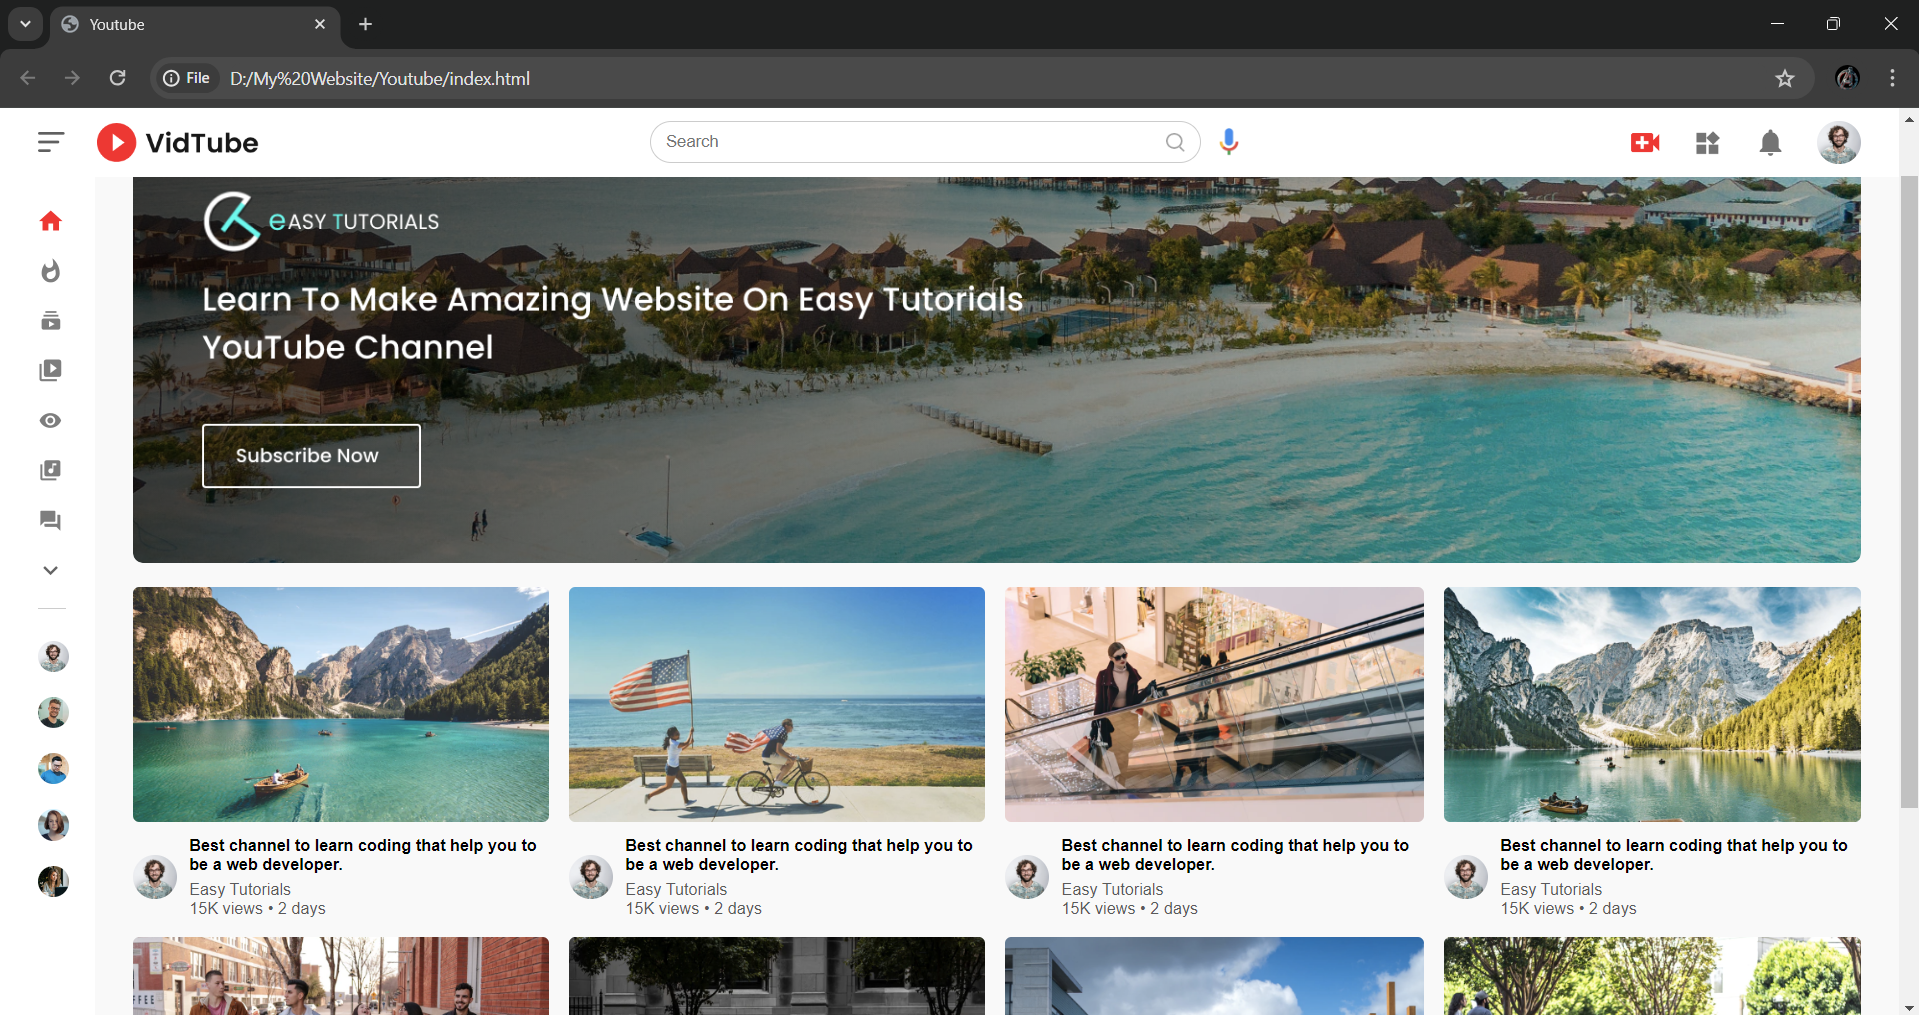 Youtube
File
D:/My%20Website/Youtube/index.html
VidTube
Search
eASY TUTORIALS
Learn To Make Amazing Website On Easy Tutorials
YouTube Channel
Subscribe Now
Best channel to learn coding that help you to
be a web developer.
Easy Tutorials
15K views • 2 days
Best channel to learn coding that help you to
be a web developer.
Easy Tutorials
15K views • 2 days
Best channel to learn coding that help you to
be a web developer.
Easy Tutorials
15K views • 2 days
Best channel to learn coding that help you to
be a web developer.
Easy Tutorials
15K views • 2 days